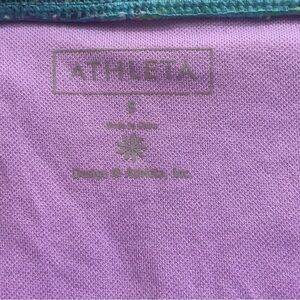 ATHLETA
S
Made in China
Design © Athleta, Inc.